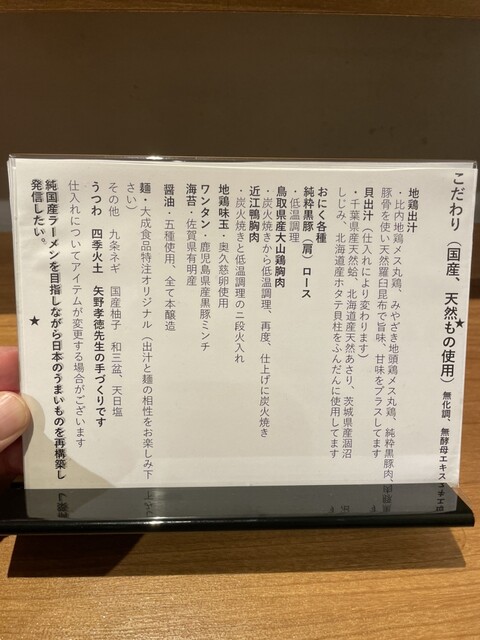 こだわり（国産、天然もの使用）無化調、無酵母エキス
地鶏出汁
・比内地鶏メス丸鶏、みやざき地頭鶏メス丸鶏、純粋黒豚肉、
豚骨を使い天然羅臼昆布で旨味、甘味をプラスしてます
貝出汁（仕入れにより変わります）
・千葉県産天然蛤、北海道産天然あさり、茨城県産涸沼
しじみ、北海道産ホタテ貝柱をふんだんに使用してます
おにく各種
純粋黒豚（肩）ロース
・低温調理
鳥取県産大山鶏胸肉
・炭火焼きから低温調理、再度、仕上げに炭火焼き
近江鴨胸肉
・炭火焼きと低温調理の二段火入れ
地鶏味玉・奥久慈卵使用
ワンタン・鹿児島県産黒豚ミンチ
海苔・佐賀県有明産
醤油・五種使用、全て本醸造
麺・大成食品特注オリジナル（出汁と麺の相性をお楽しみ下
さい）
その他　九条ネギ　国産柚子　和三盆、天日塩
うつわ　四季火土　矢野孝徳先生の手づくりです
仕入れについてアイテムが変更する場合がございます
純国産ラーメンを目指しながら日本のうまいものを再構築し
発信したい。